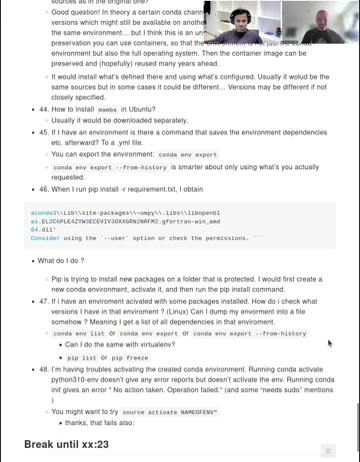 sources as in the original one?
Good question! In theory a certain conda chann
versions which might still be available on anothe
the same environment... but I think this is an un
preservation you can use containers, so that the environment is not just the conda
environment but also the full operating system. Then the container image can be
preserved and (hopefully) reused many years ahead.
It would install what's defined there and using what's configured. Usually it wolud be the
same sources but in some cases it could be different... Versions may be different if not
closely specified.
44. How to install mamba in Ubuntu?
Usually it would be downloaded separately.
45. If I have an environment is there a command that saves the environment dependencies
etc. afterward? To a .yml file.
You can export the environment: conda env export
conda env export --from-history is smarter about only using what's you actually
requested.
46. When I run pip install -r requirement.txt, I obtain
aconda3\\Lib\\site-packages\\~umpy\\.libs\\libopenbl
as.EL2C6PLE4ZYW3ECEVIV3OXXGRN2NRFM2.gfortran-win_amd
64.dll'
Consider using the `--user` option or check the permissions. ```
What do I do ?
Pip is trying to install new packages on a folder that is protected. I would first create a
new conda environment, activate it, and then run the pip install command.
47. If i have an enviroment acivated with some packages installed. How do i check what
versions I have in that enviroment ? (Linux) Can I dump my enverorment into a file
somehow ? Meaning I get a list of all dependencies in that enviroment.
conda env list or conda env export or conda env export --from-history
Can I do the same with virtualenv?
pip list or pip freeze
48. I'm having troubles activating the created conda environment. Running conda activate
python310-env doesn't give any error reports but doesn't activate the env. Running conda
init gives an error " No action taken. Operation failed." (and some "needs sudo" mentions
)
You might want to try source activate NAMEOFENV"
thanks, that fails also:
Break until xx:23